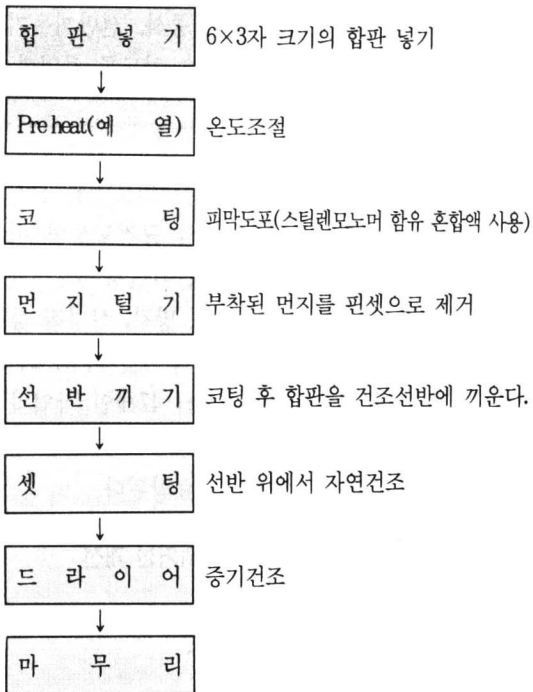 합 판 넣 기 6×3자 크기의 합판 넣기
Preheat(예 열) 온도조절
코 팅 피막도포(스틸렌모노머 함유 혼합액 사용)
먼 지 털 기 부착된 먼지를 핀셋으로 제거
선 반 끼 기 코팅 후 합판을 건조선반에 끼운다.
셋 팅 선반 위에서 자연건조
드 라 이 어 증기건조
마 무 리